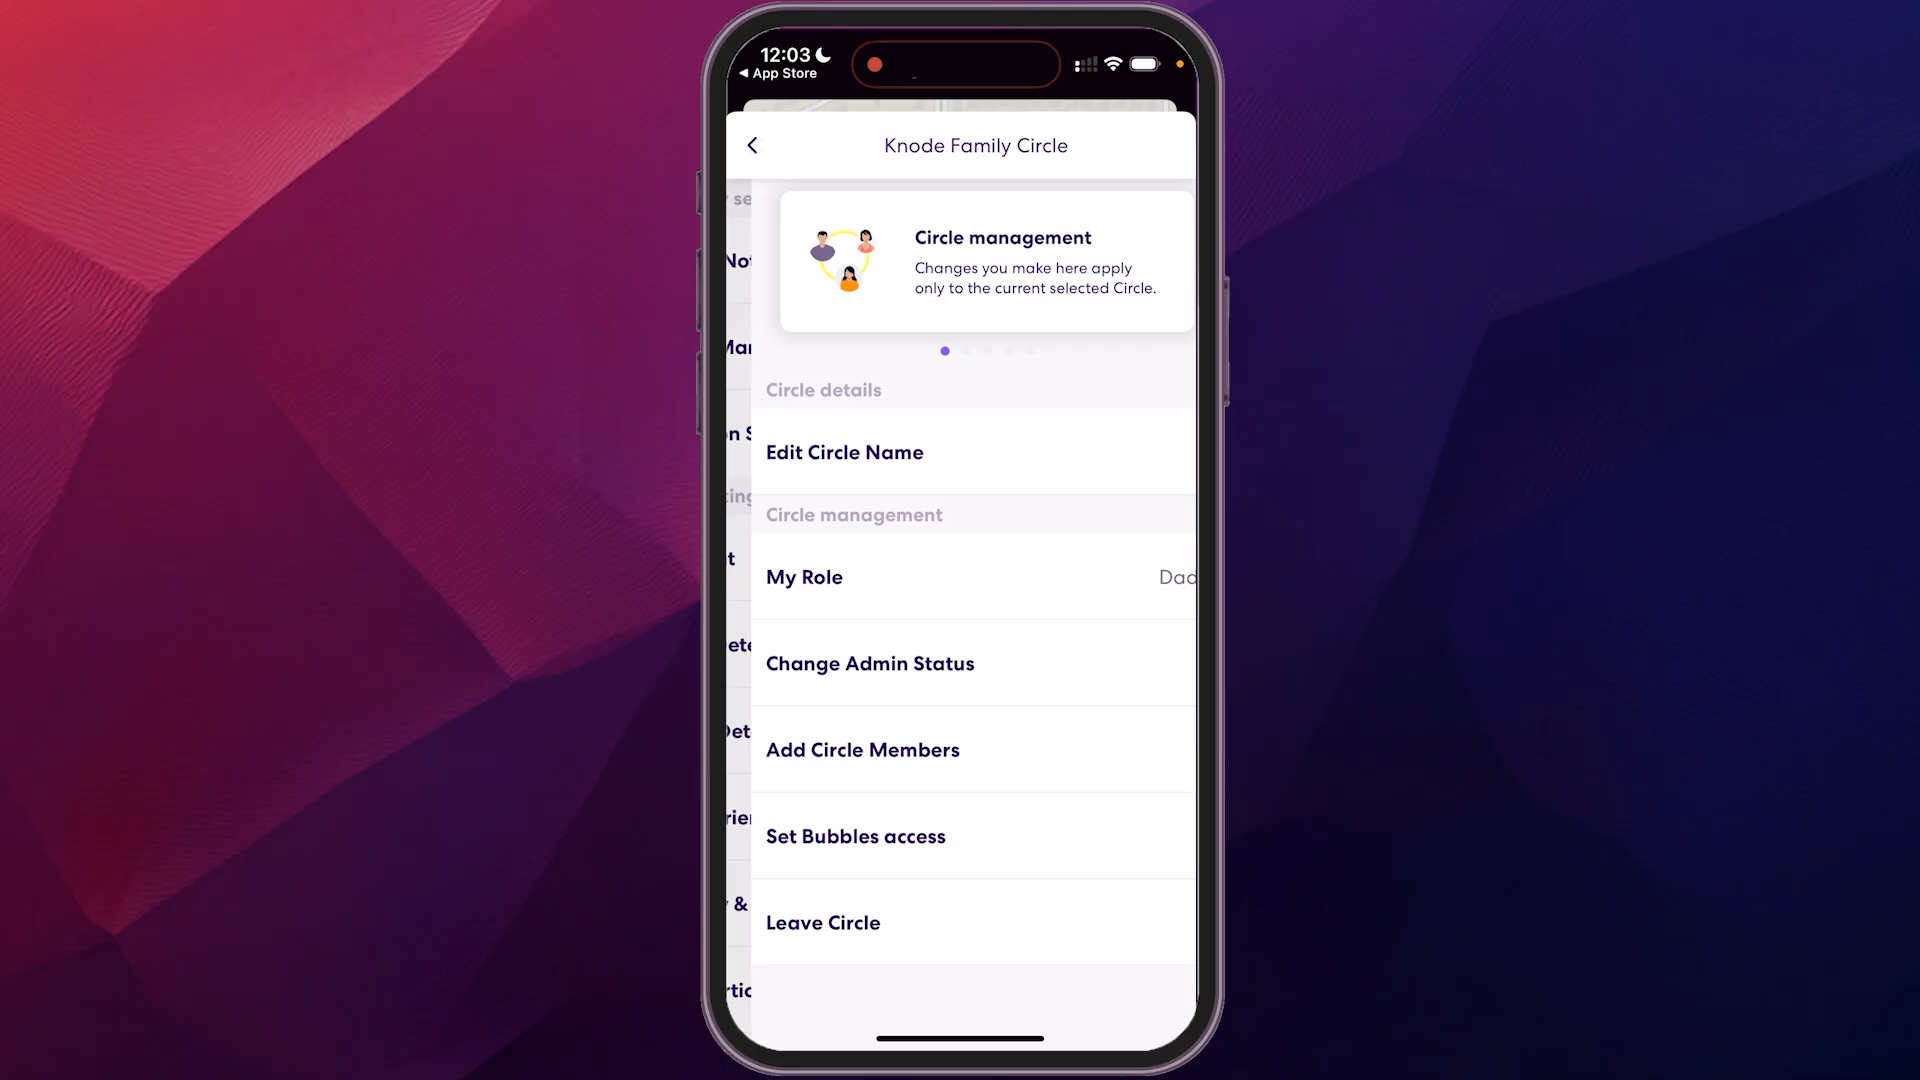 12:03
◀ App Store
Knode Family Circle
Circle management
Changes you make here apply
only to the current selected Circle.
Circle details
Edit Circle Name
Circle management
My Role
Dad
Change Admin Status
Add Circle Members
Set Bubbles access
Leave Circle